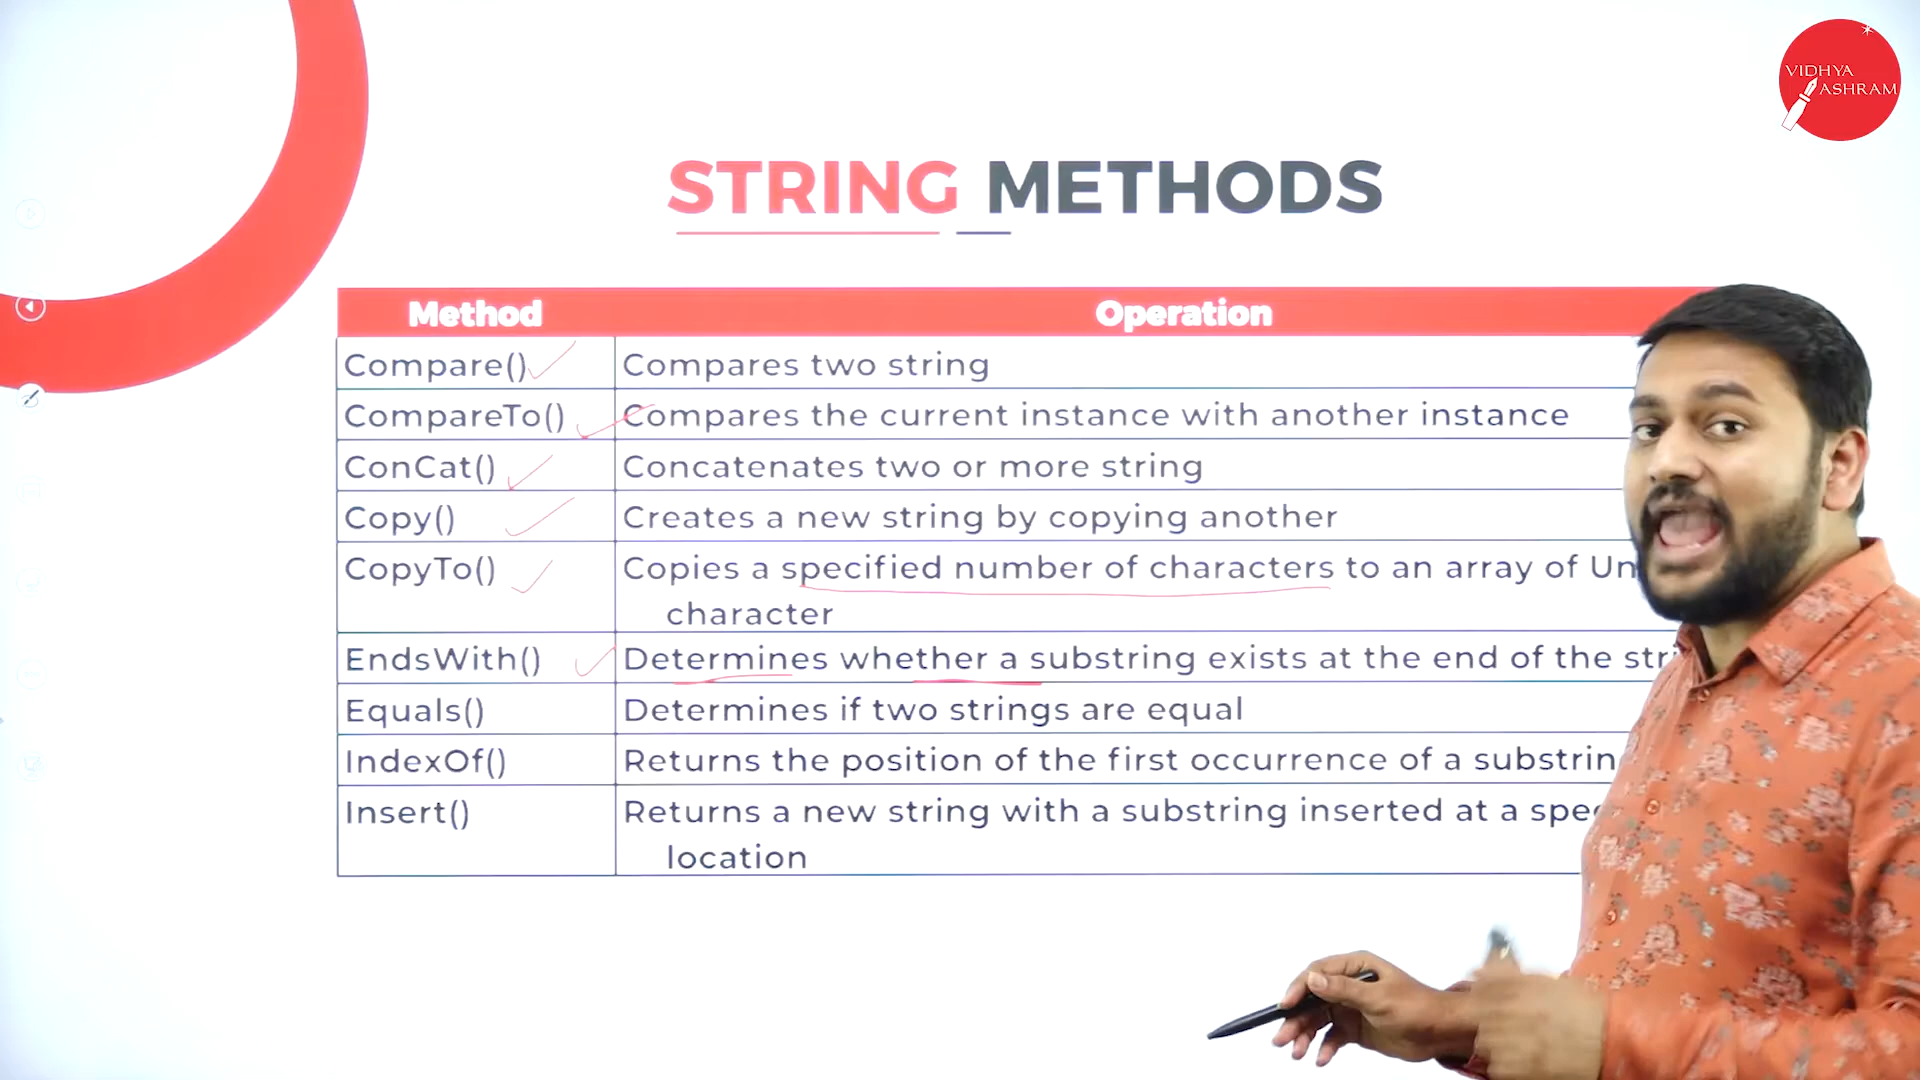 VIDHYA
ASHRAM
STRING METHODS
Method Operation
Compare() Compares two string
CompareTo() Compares the current instance with another instance
ConCat() Concatenates two or more string
Copy() Creates a new string by copying another
CopyTo() Copies a specified number of characters to an array of Un
character
EndsWith() Determines whether a substring exists at the end of the stri
Equals() Determines if two strings are equal
IndexOf() Returns the position of the first occurrence of a substrin
Insert() Returns a new string with a substring inserted at a spec
location